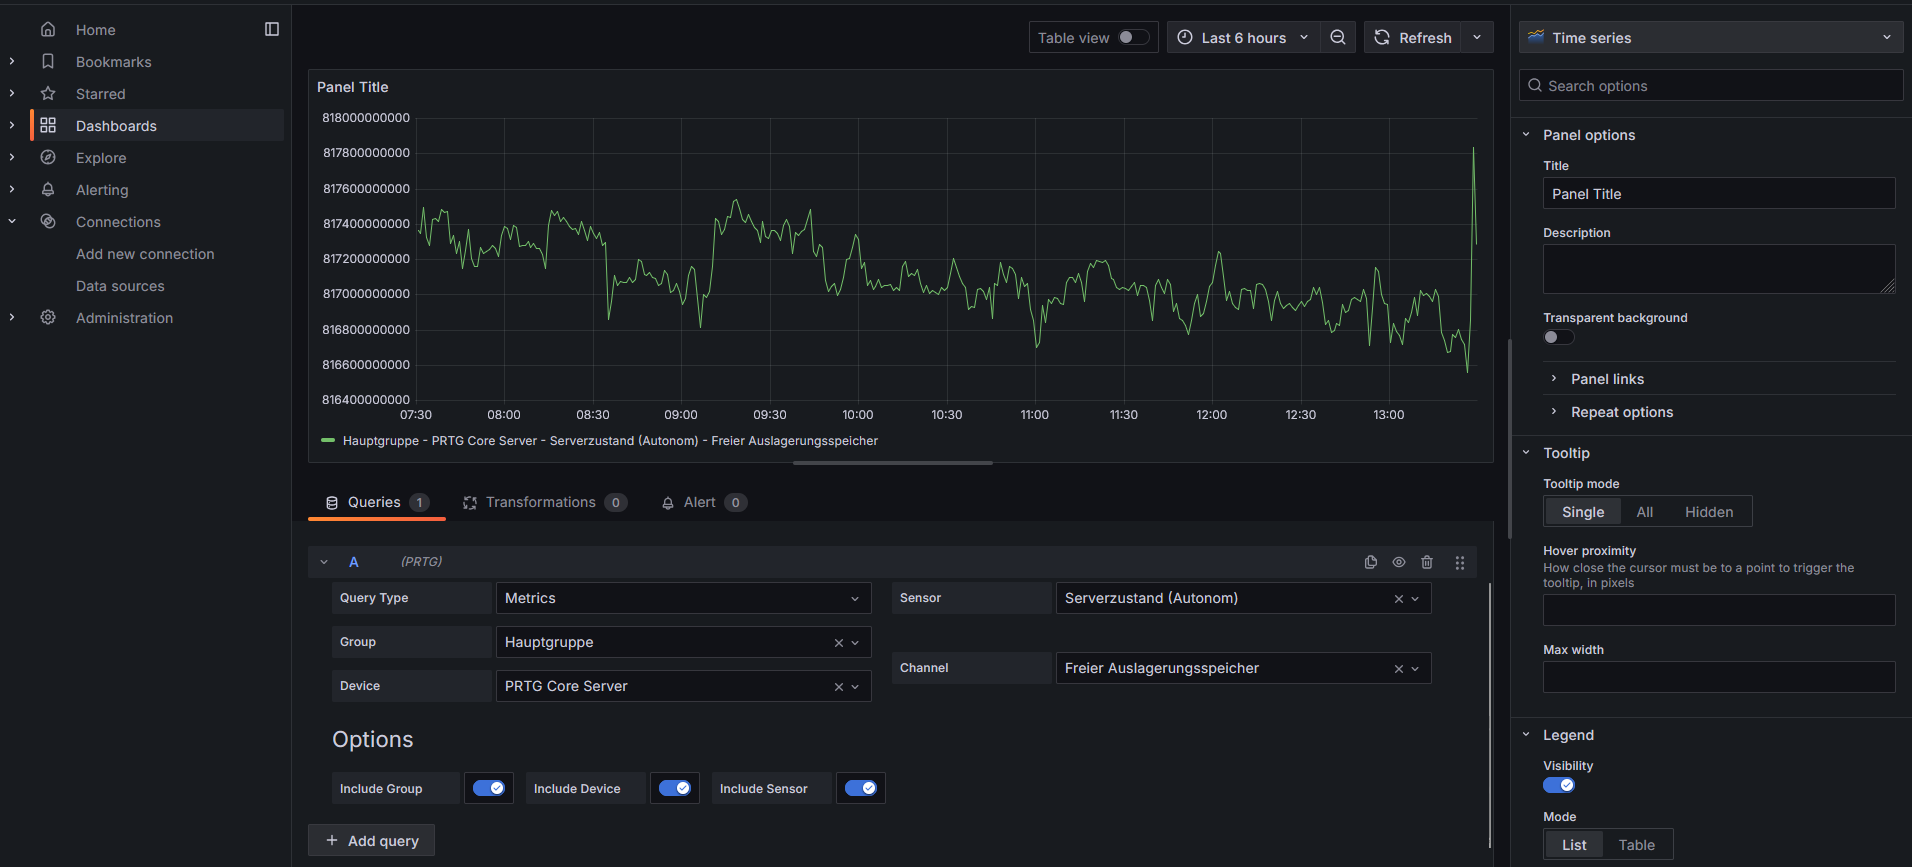 Home
Bookmarks
Starred
Dashboards
Explore
Alerting
Connections
Add new connection
Data sources
Administration
Table view
Last 6 hours
Refresh
Panel Title
818000000000
817800000000
817600000000
817400000000
817200000000
817000000000
816800000000
816600000000
816400000000
07:30 08:00 08:30 09:00 09:30 10:00 10:30 11:00 11:30 12:00 12:30 13:00
Hauptgruppe - PRTG Core Server - Serverzustand (Autonom) - Freier Auslagerungsspeicher
Queries 1 Transformations 0 Alert 0
A (PRTG)
Query Type Metrics
Group Hauptgruppe
Device PRTG Core Server
Sensor Serverzustand (Autonom)
Channel Freier Auslagerungsspeicher
Options
Include Group Include Device Include Sensor
+ Add query
Time series
Search options
Panel options
Title
Panel Title
Description
Transparent background
Panel links
Repeat options
Tooltip
Tooltip mode
Single All Hidden
Hover proximity
How close the cursor must be to a point to trigger the
tooltip, in pixels
Max width
Legend
Visibility
Mode
List Table